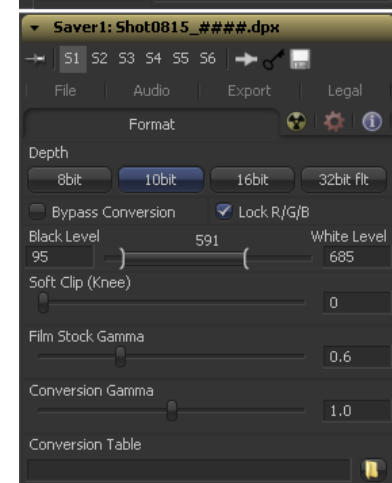 Saver1: Shot0815_####.dpx
S1 S2 S3 S4 S5 S6
File Audio Export Legal
Format
Depth
8bit 10bit 16bit 32bit flt
Bypass Conversion Lock R/G/B
Black Level 591 White Level
95 685
Soft Clip (Knee)
0
Film Stock Gamma
0.6
Conversion Gamma
1.0
Conversion Table